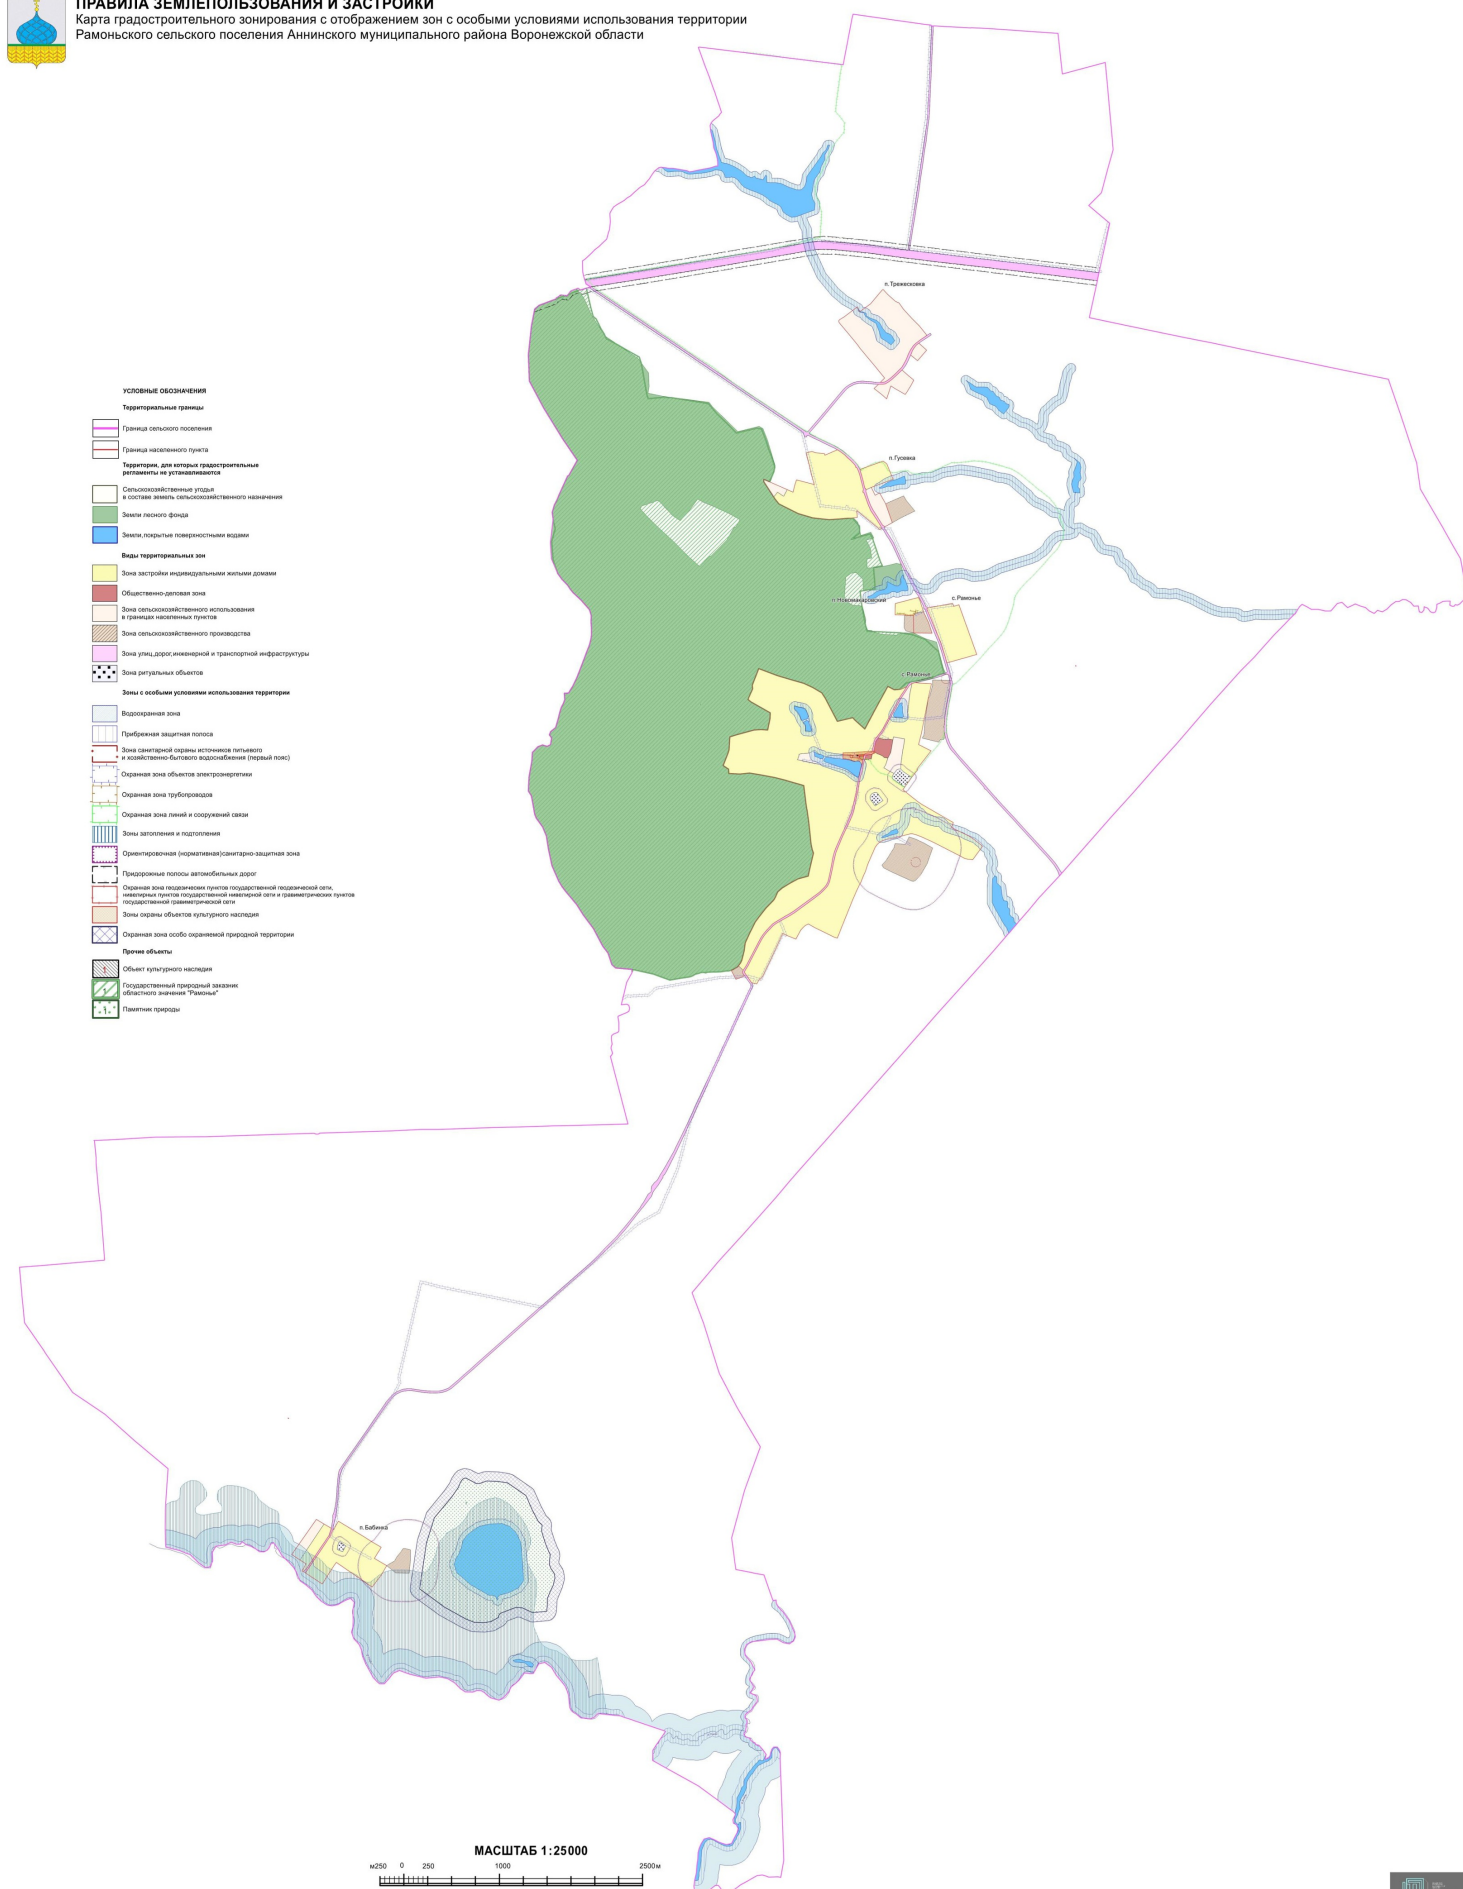 ПРАВИЛА ЗЕМЛЕПОЛЬЗОВАНИЯ И ЗАСТРОЙКИ
Карта градостроительного зонирования с отображением зон с особыми условиями использования территории
Рамоньского сельского поселения Аннинского муниципального района Воронежской области
п.Трежесковка
УСЛОВНЫЕ ОБОЗНАЧЕНИЯ
Территориальные границы
Граница сельского поселения
Граница населенного пункта
Территории, для которых градостроительные
регламенты не устанавливаются
Сельскохозяйственные угодья
в составе земель сельскохозяйственного назначения
Земли лесного фонда
Земли,покрытые поверхностными водами
Виды территориальных зон
Зона застройки индивидуальными жилыми домами
Общественно-деловая зона
Зона сельскохозяйственного использования
в границах населенных пунктов
Зона сельскохозяйственного производства
Зона улиц,дорог,инженерной и транспортной инфраструктуры
Зона ритуальных объектов
Зоны с особыми условиями использования территории
Водоохранная зона
Прибрежная защитная полоса
Зона санитарной охраны источников питьевого
и хозяйственно-бытового водоснабжения (первый пояс)
Охранная зона объектов электроэнергетики
Охранная зона трубопроводов
Охранная зона линий и сооружений связи
Зоны затопления и подтопления
Ориентировочная (нормативная)санитарно-защитная зона
Придорожные полосы автомобильных дорог
Охранная зона геодезических пунктов государственной геодезической сети,
нивелирных пунктов государственной нивелирной сети и гравиметрических пунктов
государственной гравиметрической сети
Зоны охраны объектов культурного наследия
Охранная зона особо охраняемой природной территории
Прочие объекты
Объект культурного наследия
Государственный природный заказник
областного значения "Рамонье"
Памятник природы
п.Гусевка
п.Новомакаровский
с.Рамонье
с.Рамонье
п.Бабинка
МАСШТАБ 1:25000
м250 0 250 1000 2500м